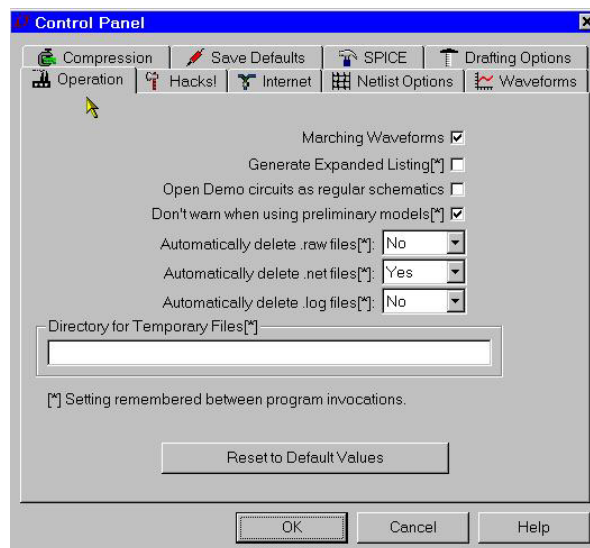 Control Panel
Compression Save Defaults SPICE Drafting Options
Operation Hacks! Internet Netlist Options Waveforms
Marching Waveforms
Generate Expanded Listing[*]
Open Demo circuits as regular schematics
Don't warn when using preliminary models[*]
Automatically delete .raw files[*]: No
Automatically delete .net files[*]: Yes
Automatically delete .log files[*]: No
Directory for Temporary Files[*]
[*] Setting remembered between program invocations.
Reset to Default Values
OK Cancel Help